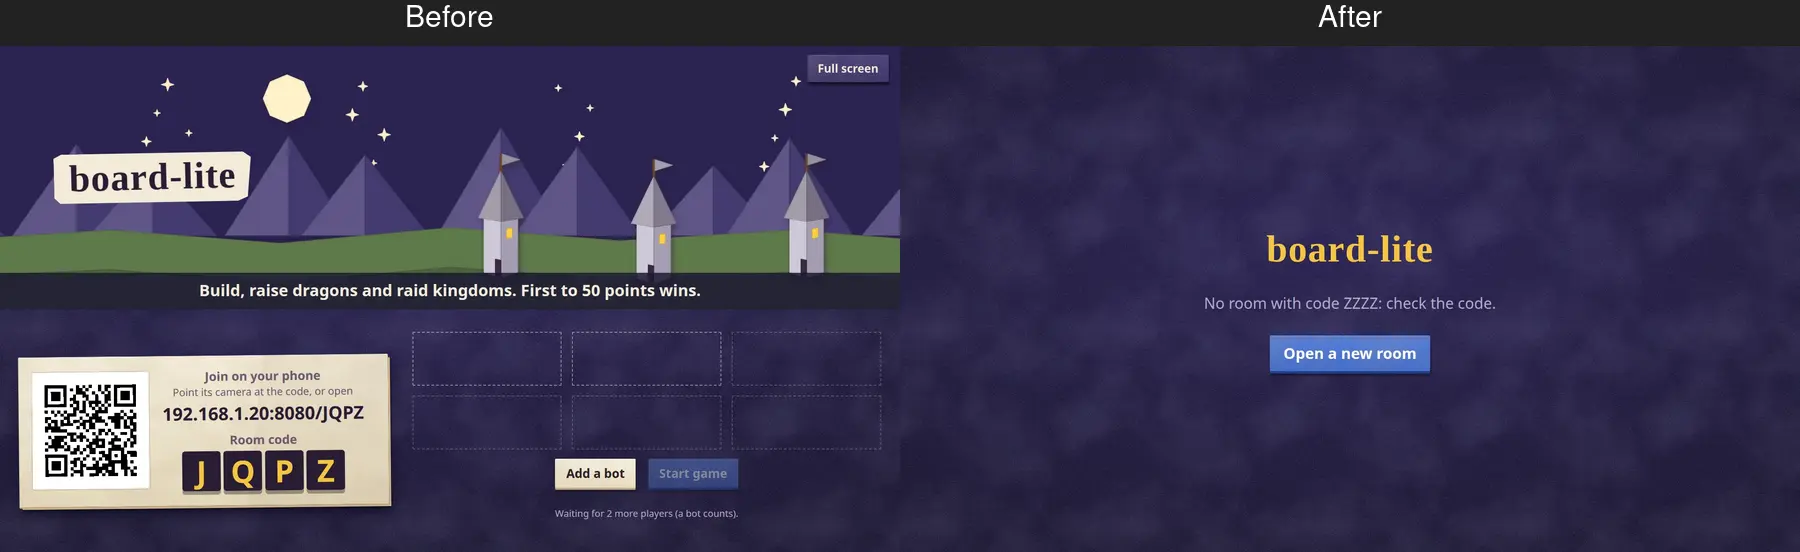 Before
After
Full screen
board-lite
Build, raise dragons and raid kingdoms. First to 50 points wins.
Join on your phone
Point its camera at the code, or open
192.168.1.20:8080/JQPZ
Room code
J Q P Z
Add a bot
Start game
Waiting for 2 more players (a bot counts).
board-lite
No room with code ZZZZ: check the code.
Open a new room